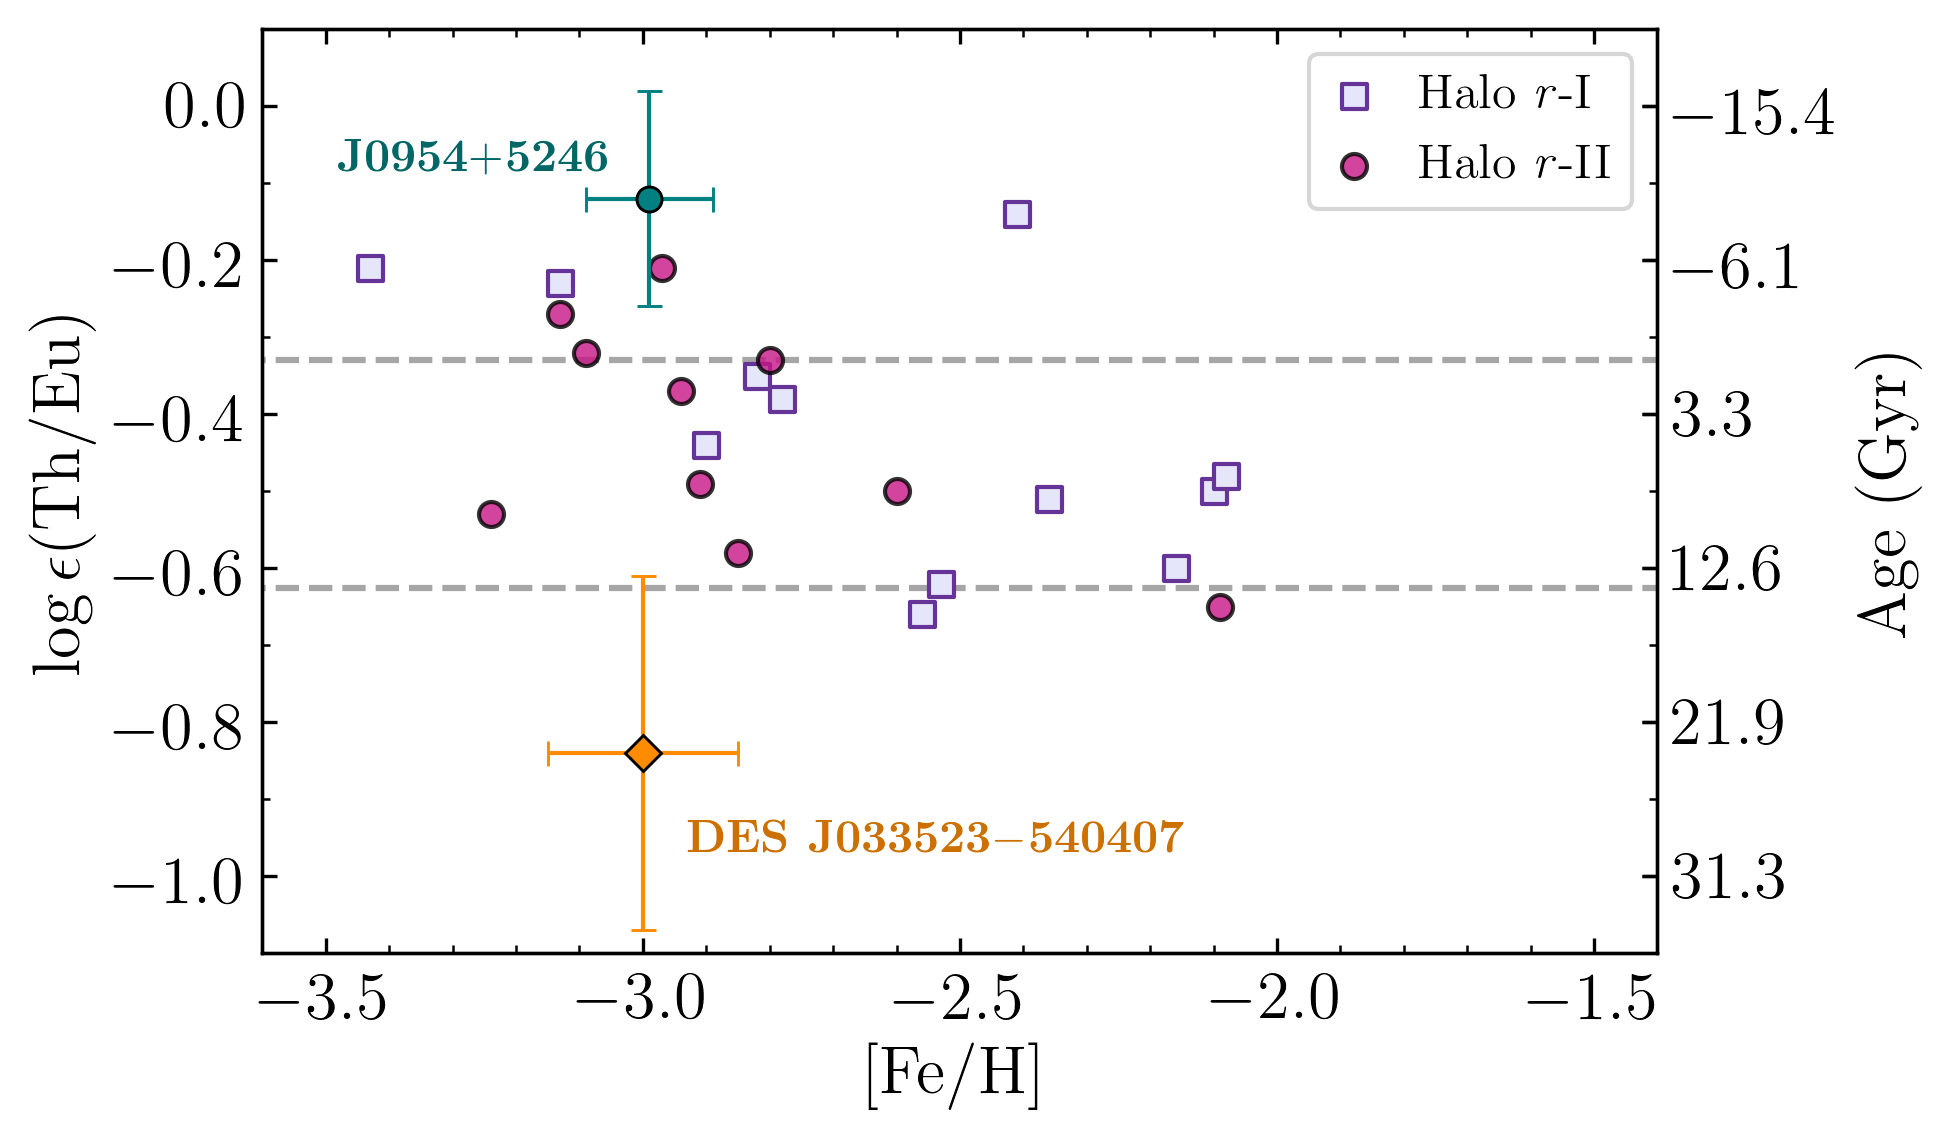 Halo r-I
Halo r-II
J0954+5246
DES J033523−540407
log ϵ(Th/Eu)
0.0
−0.2
−0.4
−0.6
−0.8
−1.0
−15.4
−6.1
3.3
12.6
21.9
31.3
Age (Gyr)
−3.5
−3.0
−2.5
−2.0
−1.5
[Fe/H]